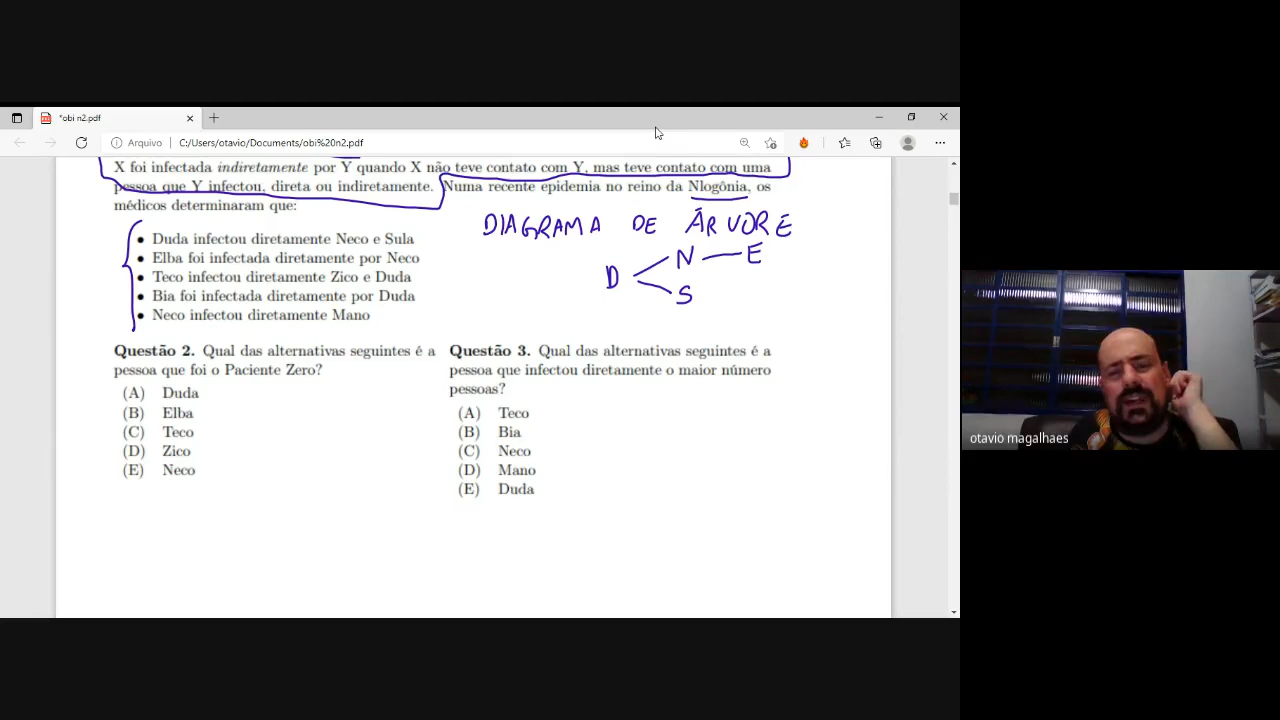 *obi n2.pdf
Arquivo C:/Users/otavio/Documents/obi%20n2.pdf
X foi infectada indiretamente por Y quando X não teve contato com Y, mas teve contato com uma
pessoa que Y infectou, direta ou indiretamente. Numa recente epidemia no reino da Nlogônia, os
médicos determinaram que:
DIAGRAMA DE ÁRVORE
• Duda infectou diretamente Neco e Sula
• Elba foi infectada diretamente por Neco
• Teco infectou diretamente Zico e Duda
• Bia foi infectada diretamente por Duda
• Neco infectou diretamente Mano
N E
D
S
Questão 2. Qual das alternativas seguintes é a
pessoa que foi o Paciente Zero?
(A) Duda
(B) Elba
(C) Teco
(D) Zico
(E) Neco
Questão 3. Qual das alternativas seguintes é a
pessoa que infectou diretamente o maior número
pessoas?
(A) Teco
(B) Bia
(C) Neco
(D) Mano
(E) Duda
otavio magalhaes